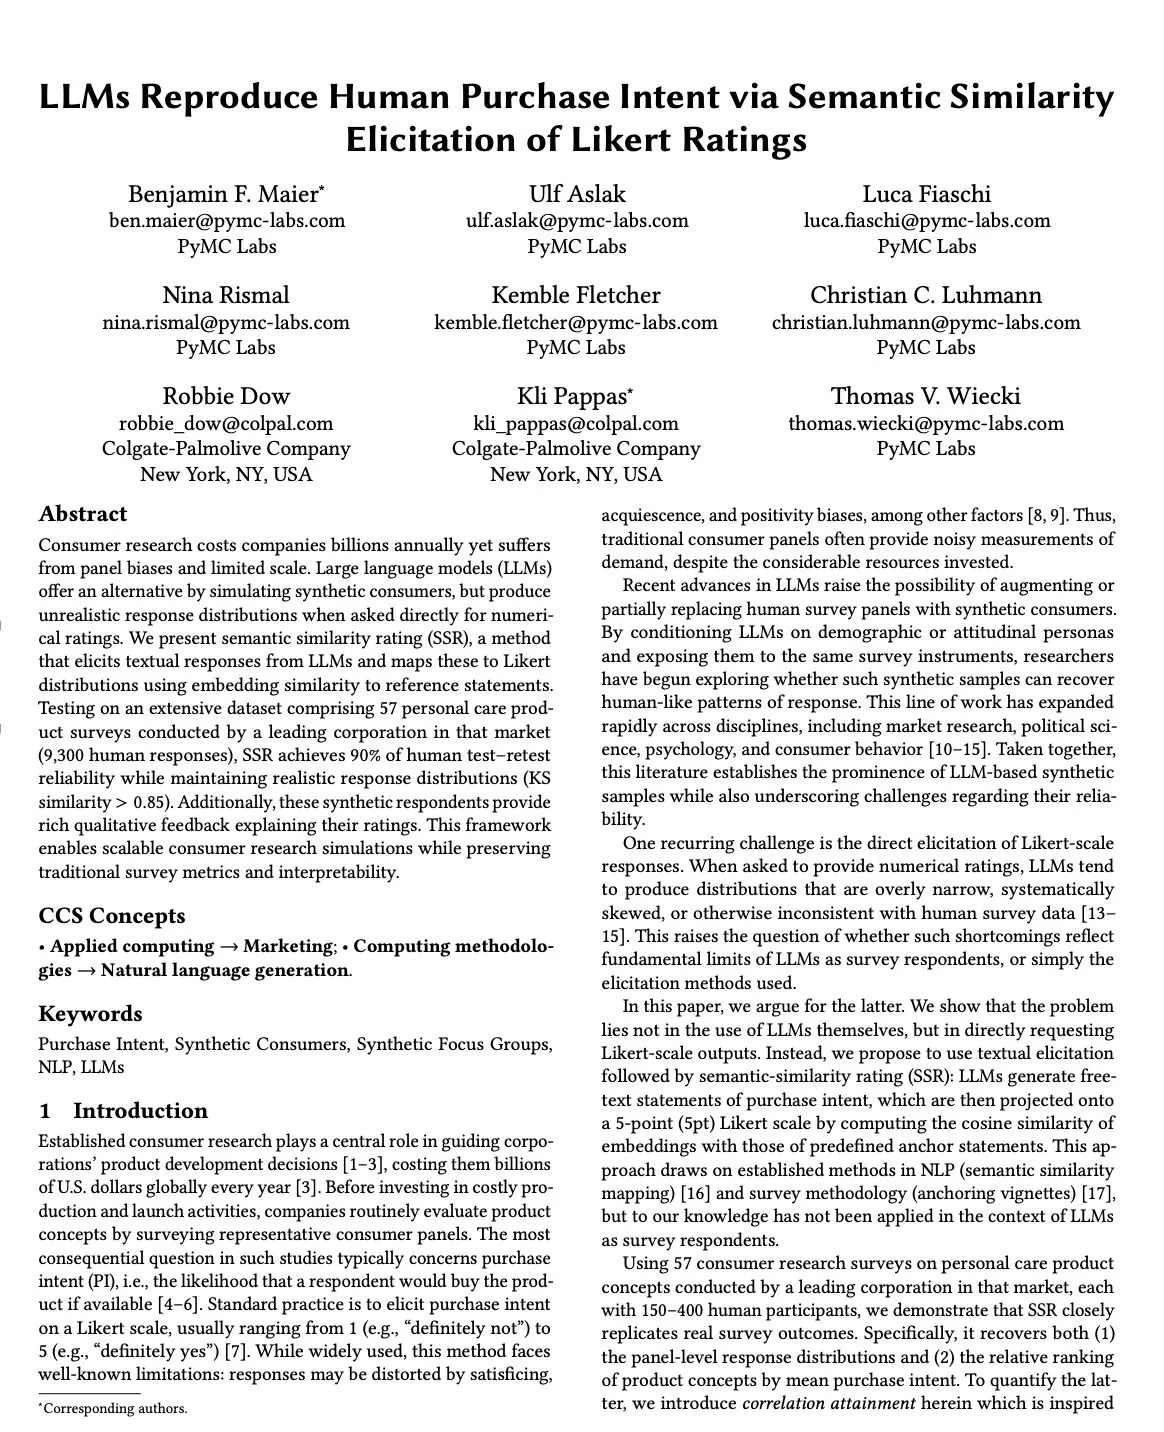 LLMs Reproduce Human Purchase Intent via Semantic Similarity
Elicitation of Likert Ratings
Benjamin F. Maier*
ben.maier@pymc-labs.com
PyMC Labs
Ulf Aslak
ulf.aslak@pymc-labs.com
PyMC Labs
Luca Fiaschi
luca.fiaschi@pymc-labs.com
PyMC Labs
Nina Rismal
nina.rismal@pymc-labs.com
PyMC Labs
Kemble Fletcher
kemble.fletcher@pymc-labs.com
PyMC Labs
Christian C. Luhmann
christian.luhmann@pymc-labs.com
PyMC Labs
Robbie Dow
robbie_dow@colpal.com
Colgate-Palmolive Company
New York, NY, USA
Kli Pappas*
kli_pappas@colpal.com
Colgate-Palmolive Company
New York, NY, USA
Thomas V. Wiecki
thomas.wiecki@pymc-labs.com
PyMC Labs
Abstract
Consumer research costs companies billions annually yet suffers
from panel biases and limited scale. Large language models (LLMs)
offer an alternative by simulating synthetic consumers, but produce
unrealistic response distributions when asked directly for numeri-
cal ratings. We present semantic similarity rating (SSR), a method
that elicits textual responses from LLMs and maps these to Likert
distributions using embedding similarity to reference statements.
Testing on an extensive dataset comprising 57 personal care prod-
uct surveys conducted by a leading corporation in that market
(9,300 human responses), SSR achieves 90% of human test–retest
reliability while maintaining realistic response distributions (KS
similarity > 0.85). Additionally, these synthetic respondents provide
rich qualitative feedback explaining their ratings. This framework
enables scalable consumer research simulations while preserving
traditional survey metrics and interpretability.
CCS Concepts
• Applied computing → Marketing; • Computing methodolo-
gies → Natural language generation.
Keywords
Purchase Intent, Synthetic Consumers, Synthetic Focus Groups,
NLP, LLMs
1 Introduction
Established consumer research plays a central role in guiding corpo-
rations’ product development decisions [1–3], costing them billions
of U.S. dollars globally every year [3]. Before investing in costly pro-
duction and launch activities, companies routinely evaluate product
concepts by surveying representative consumer panels. The most
consequential question in such studies typically concerns purchase
intent (PI), i.e., the likelihood that a respondent would buy the prod-
uct if available [4–6]. Standard practice is to elicit purchase intent
on a Likert scale, usually ranging from 1 (e.g., “definitely not”) to
5 (e.g., “definitely yes”) [7]. While widely used, this method faces
well-known limitations: responses may be distorted by satisficing,
*Corresponding authors.
acquiescence, and positivity biases, among other factors [8, 9]. Thus,
traditional consumer panels often provide noisy measurements of
demand, despite the considerable resources invested.
Recent advances in LLMs raise the possibility of augmenting or
partially replacing human survey panels with synthetic consumers.
By conditioning LLMs on demographic or attitudinal personas
and exposing them to the same survey instruments, researchers
have begun exploring whether such synthetic samples can recover
human-like patterns of response. This line of work has expanded
rapidly across disciplines, including market research, political sci-
ence, psychology, and consumer behavior [10–15]. Taken together,
this literature establishes the prominence of LLM-based synthetic
samples while also underscoring challenges regarding their relia-
bility.
One recurring challenge is the direct elicitation of Likert-scale
responses. When asked to provide numerical ratings, LLMs tend
to produce distributions that are overly narrow, systematically
skewed, or otherwise inconsistent with human survey data [13–
15]. This raises the question of whether such shortcomings reflect
fundamental limits of LLMs as survey respondents, or simply the
elicitation methods used.
In this paper, we argue for the latter. We show that the problem
lies not in the use of LLMs themselves, but in directly requesting
Likert-scale outputs. Instead, we propose to use textual elicitation
followed by semantic-similarity rating (SSR): LLMs generate free-
text statements of purchase intent, which are then projected onto
a 5-point (5pt) Likert scale by computing the cosine similarity of
embeddings with those of predefined anchor statements. This ap-
proach draws on established methods in NLP (semantic similarity
mapping) [16] and survey methodology (anchoring vignettes) [17],
but to our knowledge has not been applied in the context of LLMs
as survey respondents.
Using 57 consumer research surveys on personal care product
concepts conducted by a leading corporation in that market, each
with 150–400 human participants, we demonstrate that SSR closely
replicates real survey outcomes. Specifically, it recovers both (1)
the panel-level response distributions and (2) the relative ranking
of product concepts by mean purchase intent. To quantify the lat-
ter, we introduce correlation attainment herein which is inspired